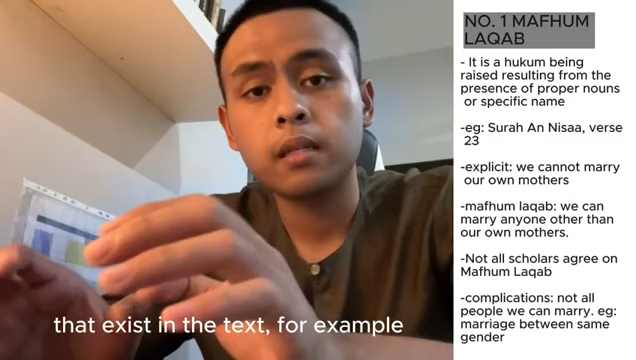 NO. 1 MAFHUM
LAQAB
- It is a hukum being
raised resulting from the
presence of proper nouns
or specific name
-eg: Surah An Nisaa, verse
23
-explicit: we cannot marry
our own mothers
-mafhum laqab: we can
marry anyone other than
our own mothers.
-Not all scholars agree on
Mafhum Laqab
-complications: not all
people we can marry. eg:
marriage between same
gender
that exist in the text, for example